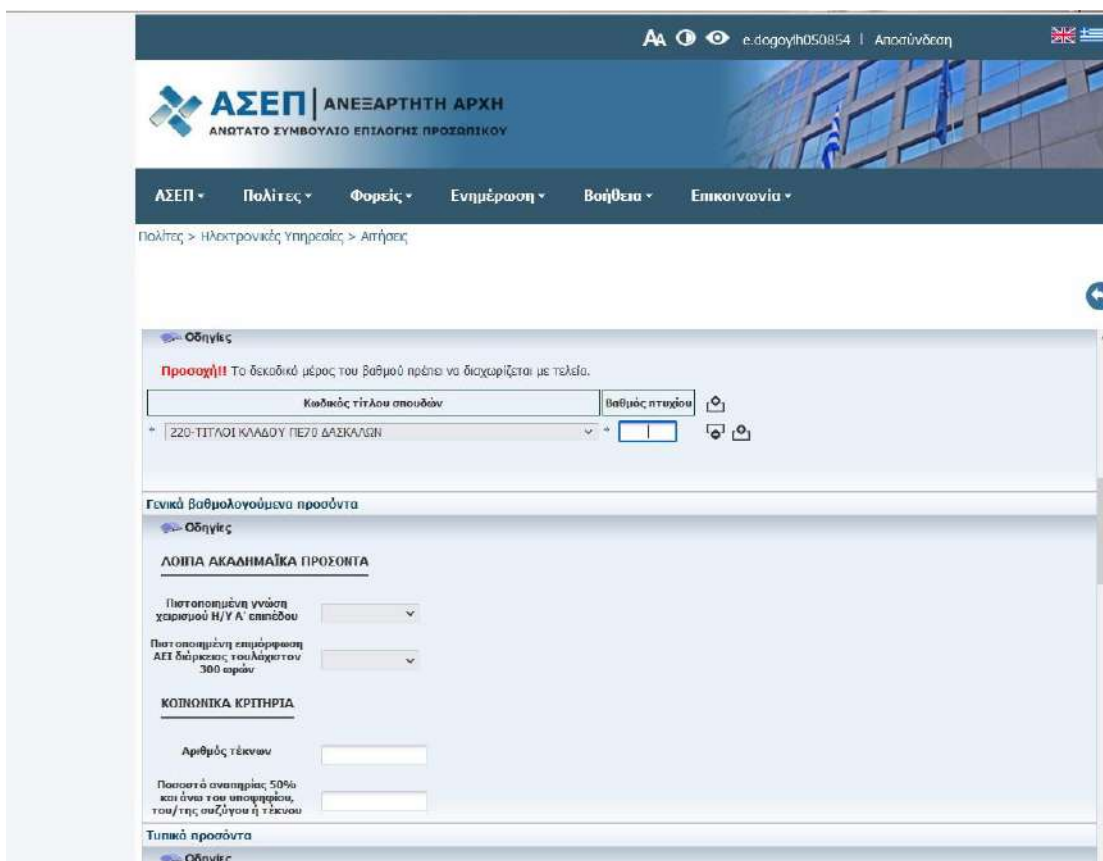 AA e.dogoylh050854 | Αποσύνδεση
ΑΣΕΠ | ΑΝΕΞΑΡΤΗΤΗ ΑΡΧΗ
ΑΝΩΤΑΤΟ ΣΥΜΒΟΥΛΙΟ ΕΠΙΛΟΓΗΣ ΠΡΟΣΩΠΙΚΟΥ
ΑΣΕΠ Πολίτες Φορείς Ενημέρωση Βοήθεια Επικοινωνία
Πολίτες > Ηλεκτρονικές Υπηρεσίες > Αιτήσεις
Οδηγίες
Προσοχή!! Το δεκαδικό μέρος του βαθμού πρέπει να διαχωρίζεται με τελεία.
Κωδικός τίτλου σπουδών Βαθμός πτυχίου
* 220-ΤΙΤΛΟΙ ΚΛΑΔΟΥ ΠΕ70 ΔΑΣΚΑΛΩΝ *
Γενικά βαθμολογούμενα προσόντα
Οδηγίες
ΛΟΙΠΑ ΑΚΑΔΗΜΑΪΚΑ ΠΡΟΣΟΝΤΑ
Πιστοποιημένη γνώση
χειρισμού Η/Υ Α' επιπέδου
Πιστοποιημένη επιμόρφωση
ΑΕΙ διάρκειας τουλάχιστον
300 ωρών
ΚΟΙΝΩΝΙΚΑ ΚΡΙΤΗΡΙΑ
Αριθμός τέκνων
Ποσοστό αναπηρίας 50%
και άνω του υποψηφίου,
του/της συζύγου ή τέκνου
Τυπικά προσόντα
Οδηγίες